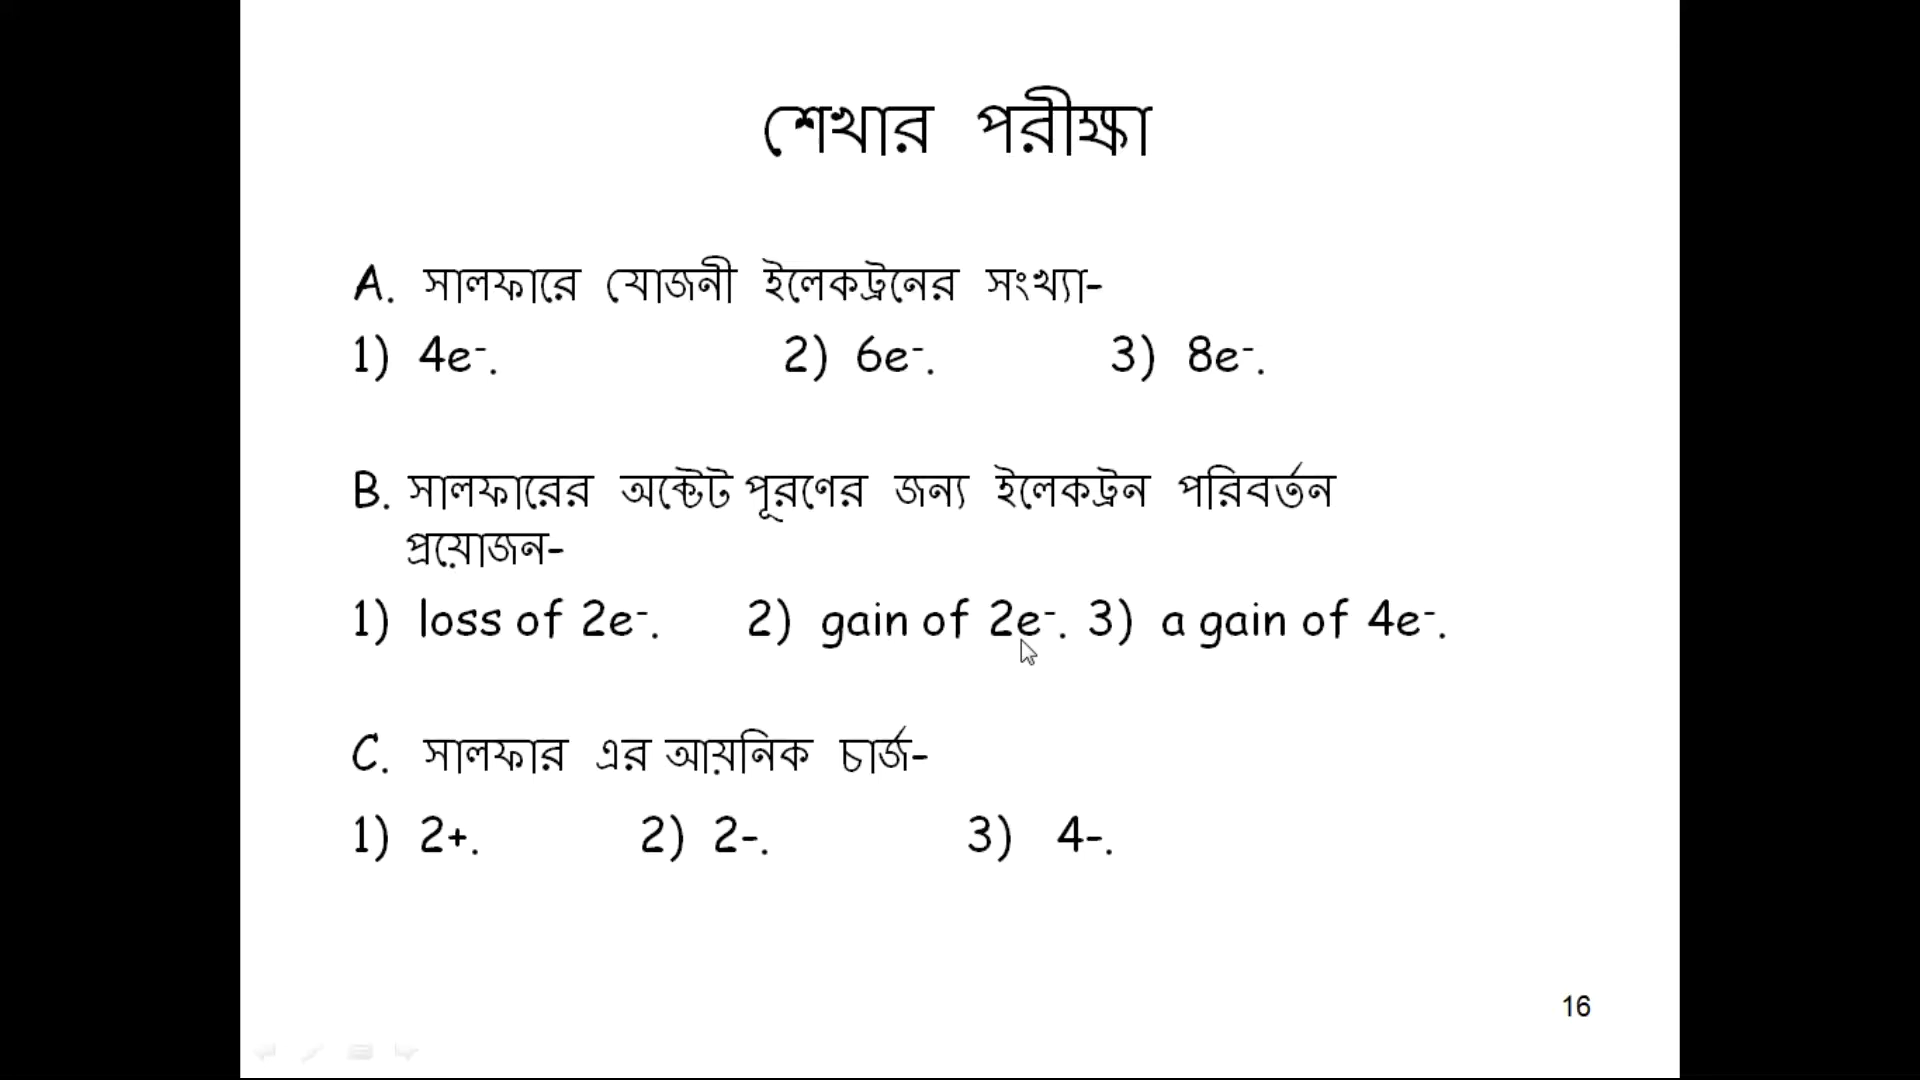 শেখার পরীক্ষা
A. সালফারে যোজনী ইলেকট্রনের সংখ্যা-
1) 4e⁻. 2) 6e⁻. 3) 8e⁻.
B. সালফারের অক্টেট পূরণের জন্য ইলেকট্রন পরিবর্তন
প্রয়োজন-
1) loss of 2e⁻. 2) gain of 2e⁻. 3) a gain of 4e⁻.
C. সালফার এর আয়নিক চার্জ-
1) 2+. 2) 2-. 3) 4-.
16